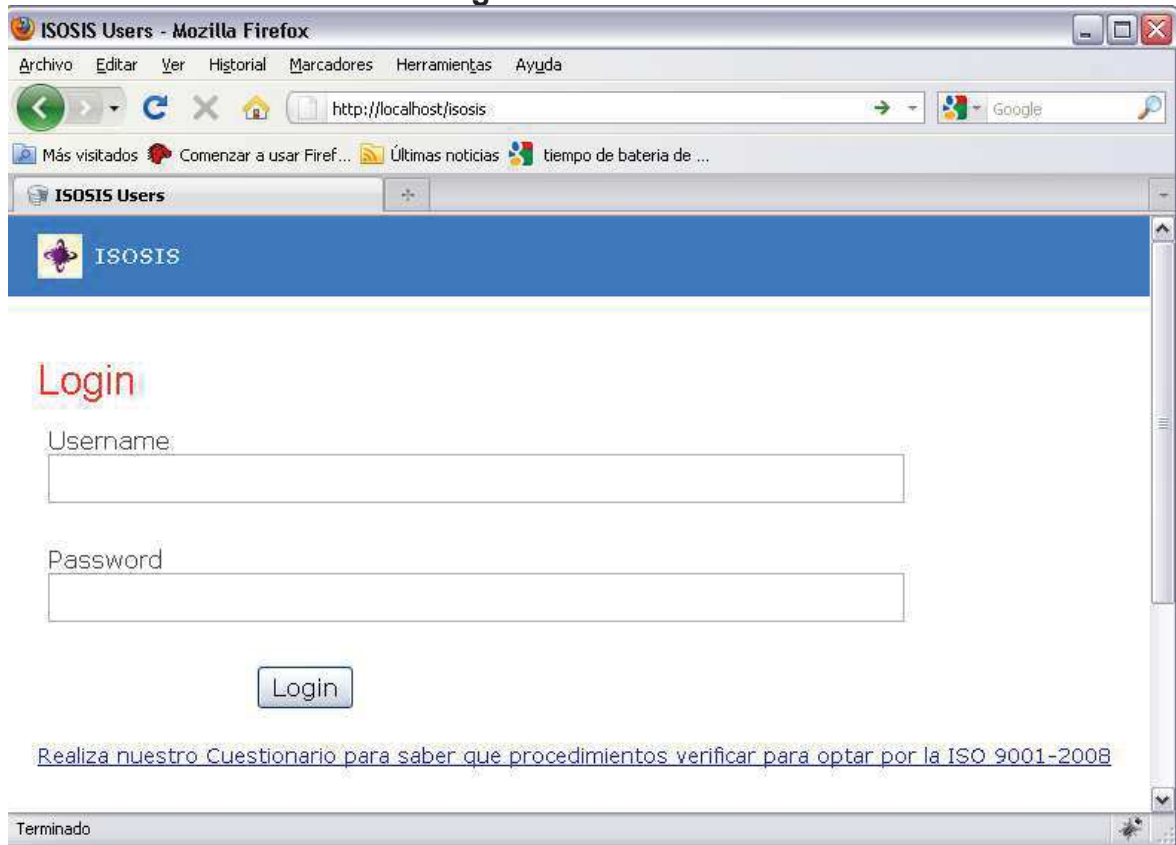 ISOSIS Users - Mozilla Firefox
Archivo Editar Ver Historial Marcadores Herramientas Ayuda
http://localhost/isosis Google
Más visitados Comenzar a usar Firef... Últimas noticias tiempo de bateria de ...
ISOSIS Users
ISOSIS
Login
Username
Password
Login
Realiza nuestro Cuestionario para saber que procedimientos verificar para optar por la ISO 9001-2008
Terminado